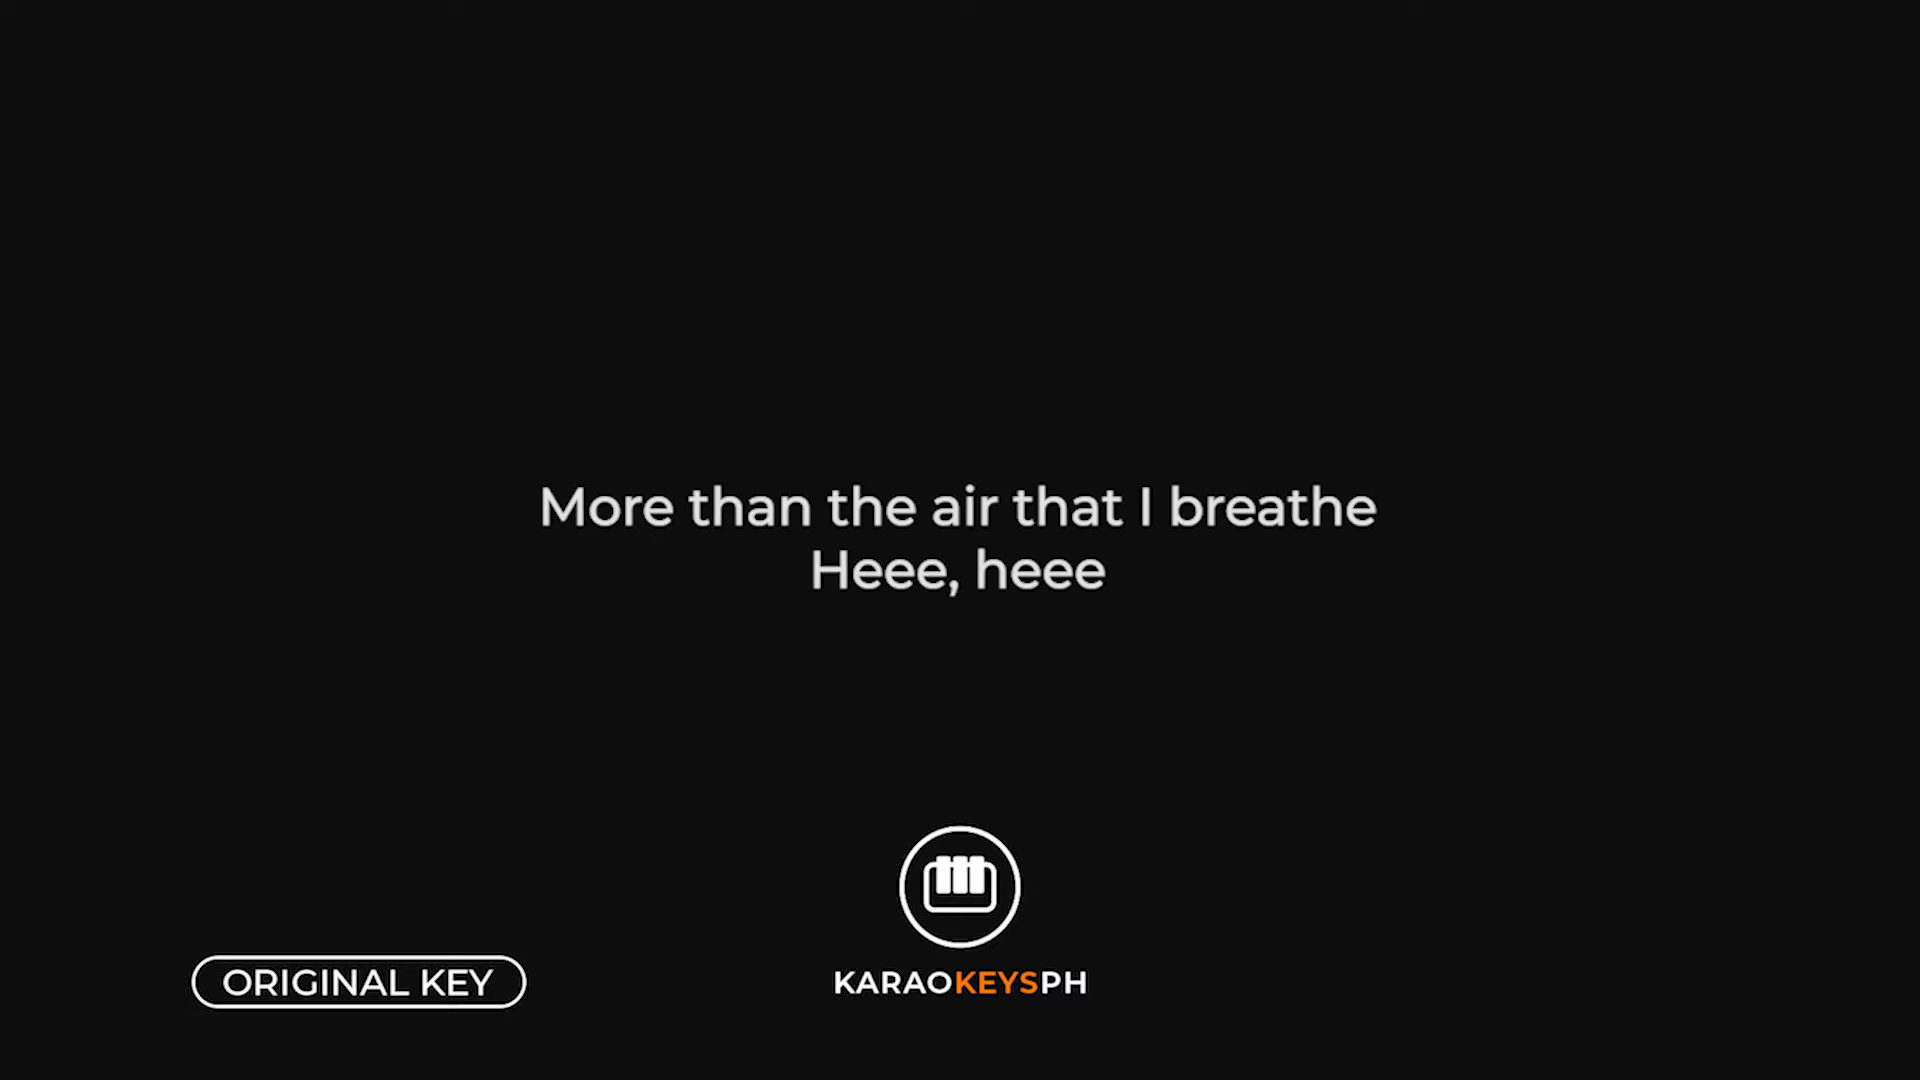 More than the air that I breathe
Heee, heee
ORIGINAL KEY
KARAOKEYSPH